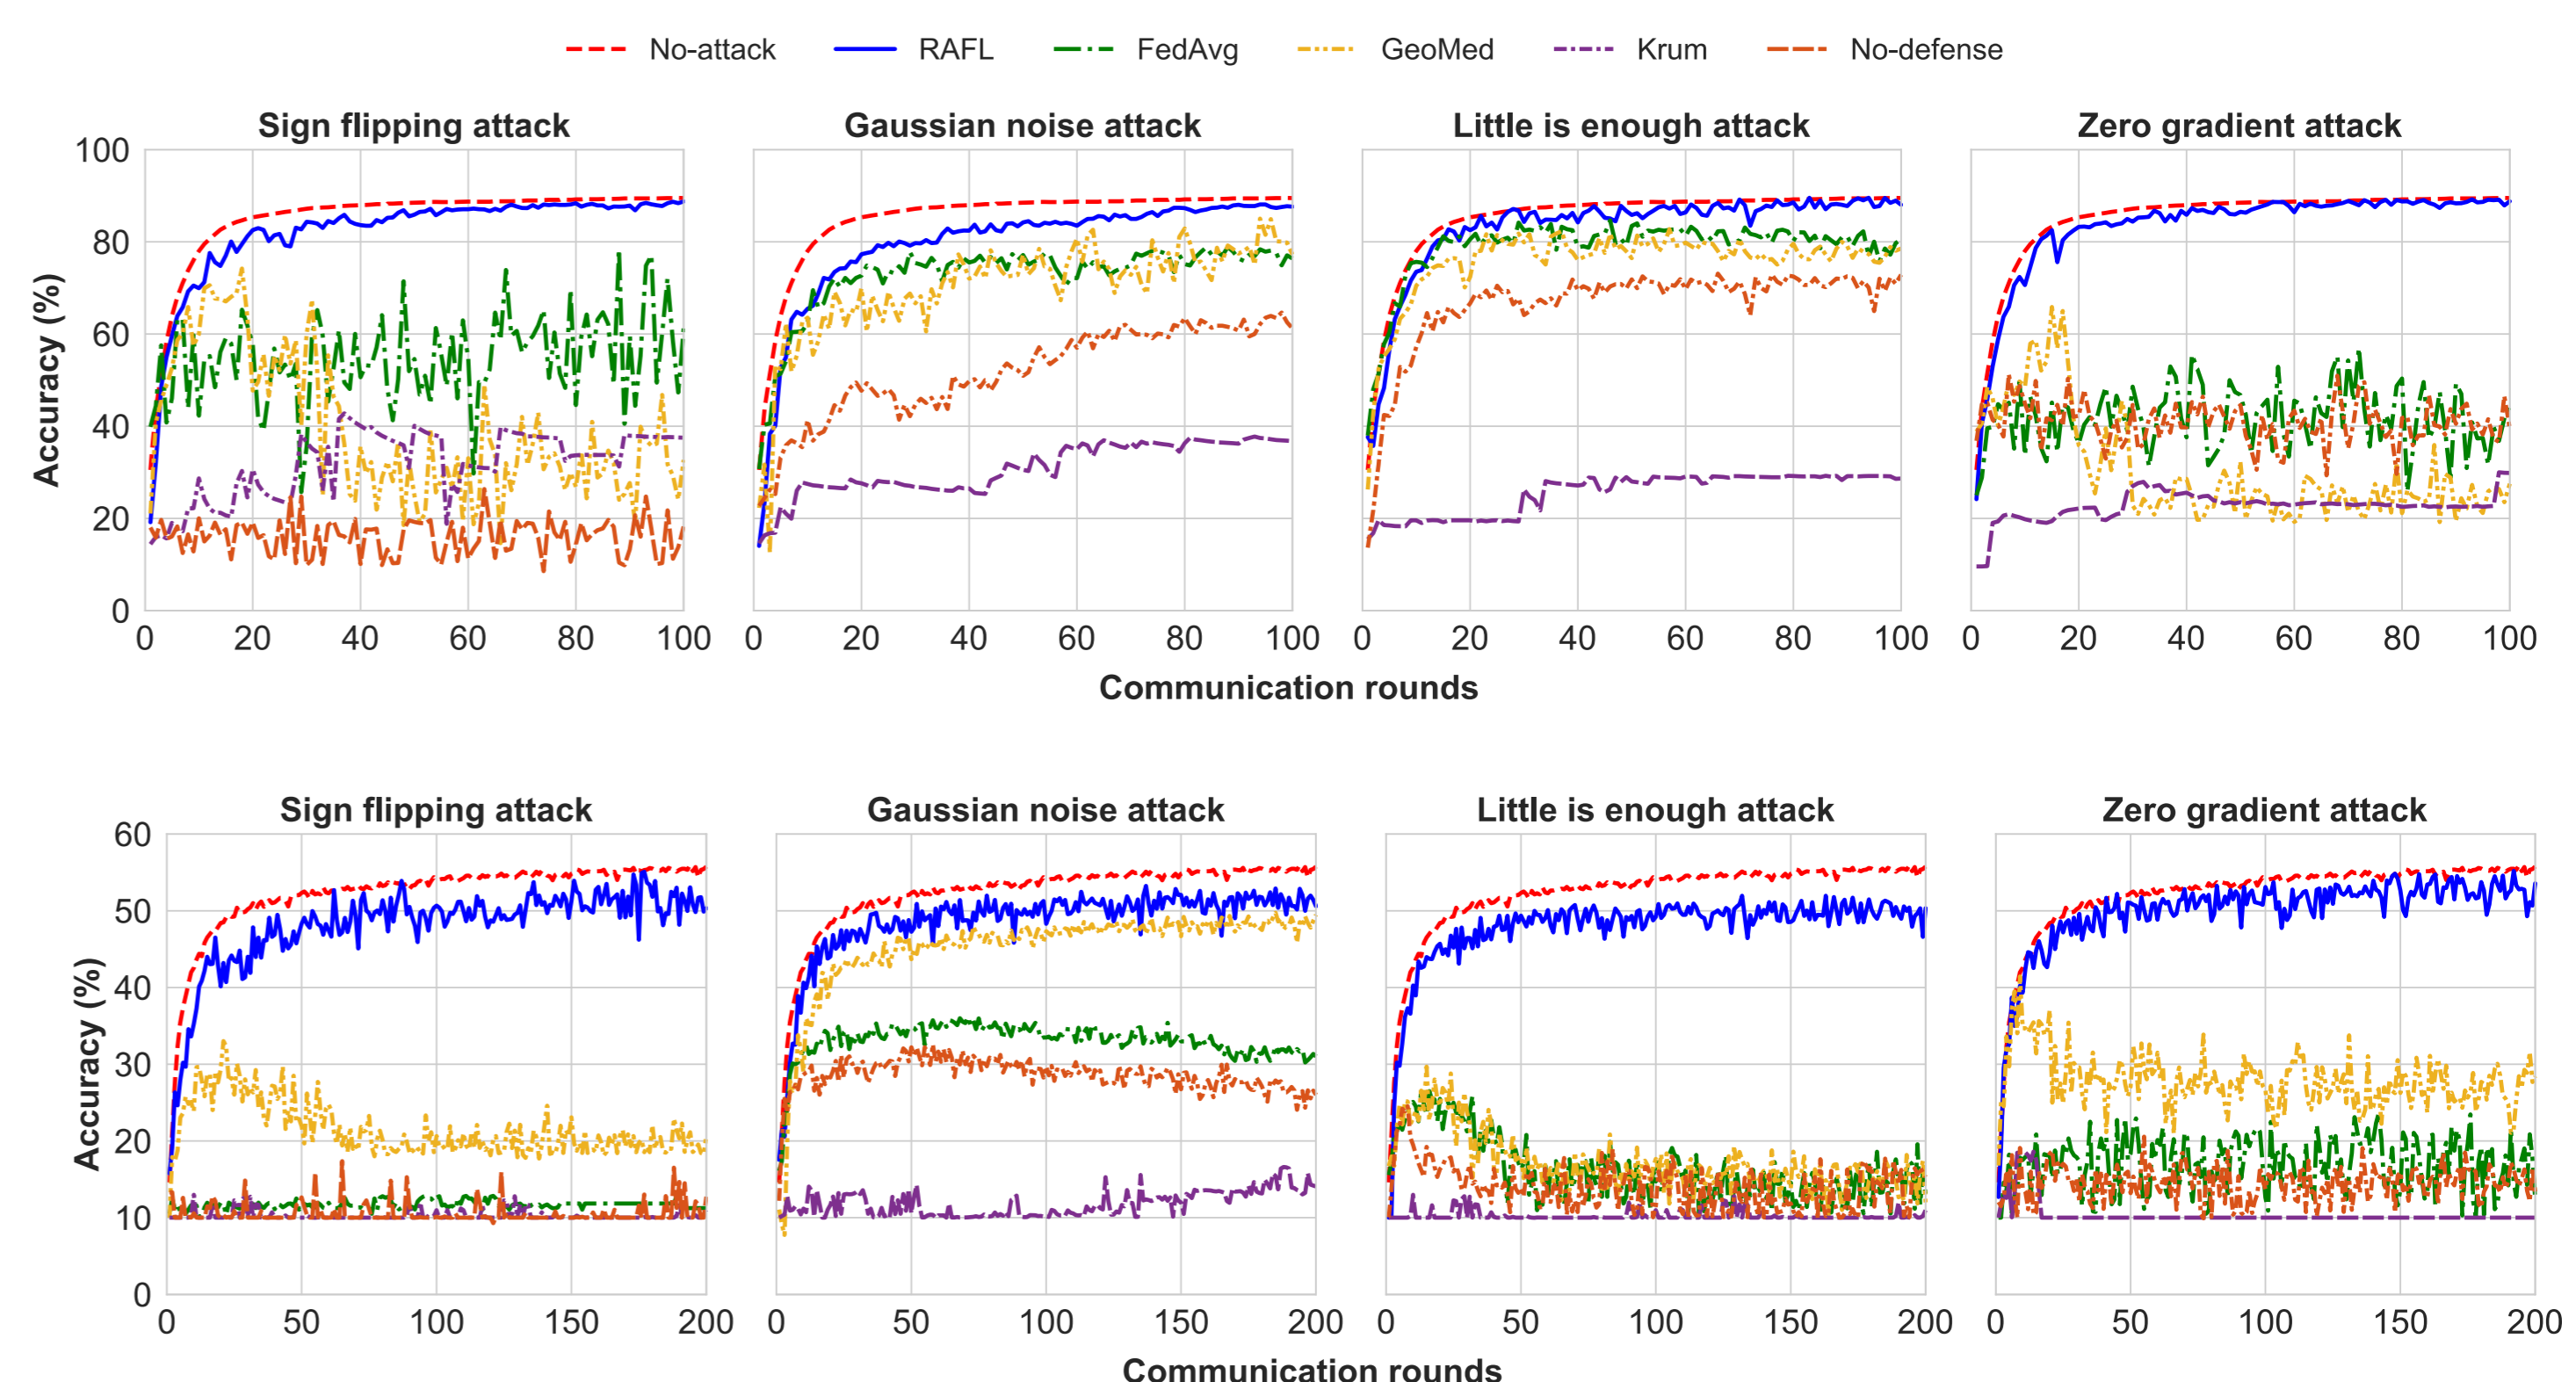 No-attack RAFL FedAvg GeoMed Krum No-defense
Sign flipping attack Gaussian noise attack Little is enough attack Zero gradient attack
Accuracy (%)
100
80
60
40
20
0
0 20 40 60 80 100 0 20 40 60 80 100 0 20 40 60 80 100 0 20 40 60 80 100
Communication rounds
Sign flipping attack Gaussian noise attack Little is enough attack Zero gradient attack
Accuracy (%)
60
50
40
30
20
10
0
0 50 100 150 200 0 50 100 150 200 0 50 100 150 200 0 50 100 150 200
Communication rounds